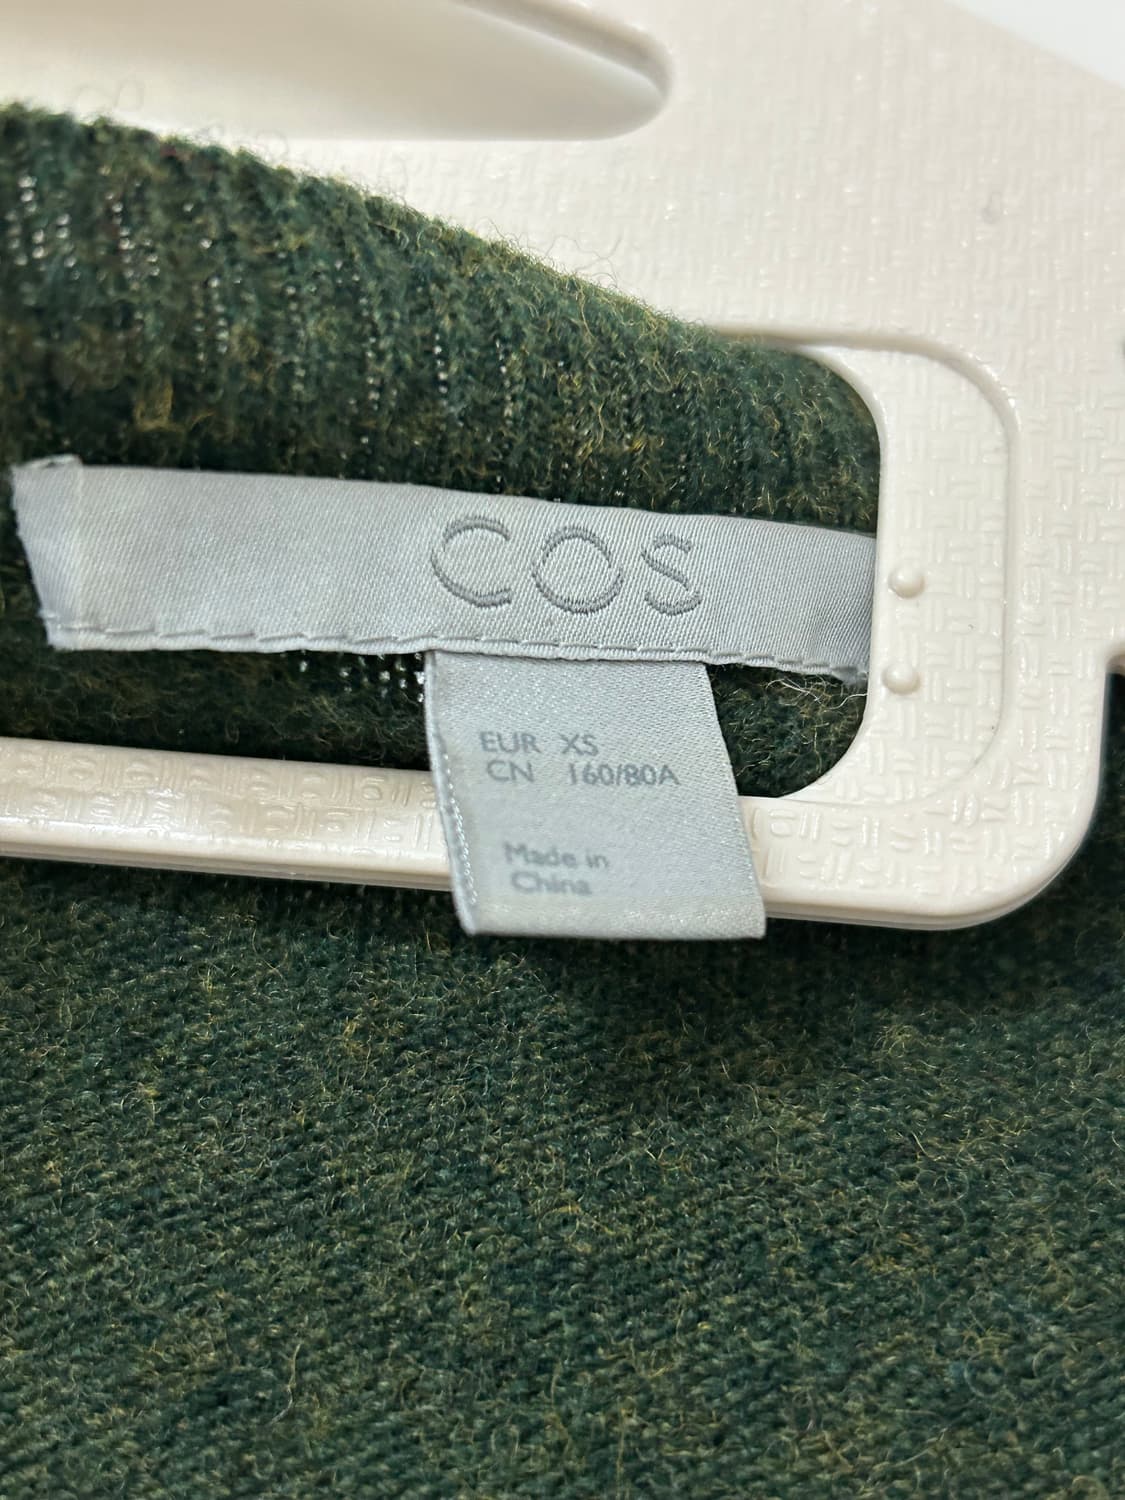 COS
EUR XS
CN 160/80A
Made in
China